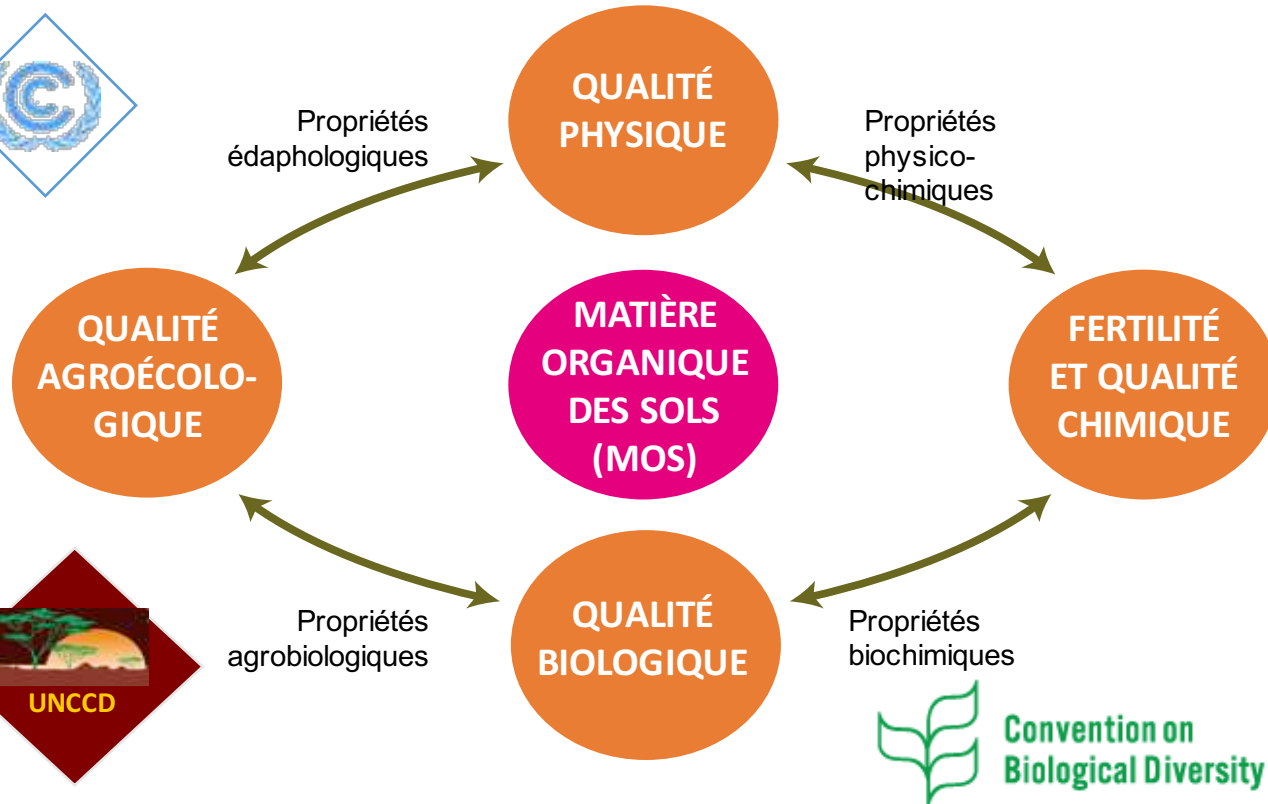 QUALITÉ
PHYSIQUE
Propriétés
édaphologiques
Propriétés
physico-
chimiques
QUALITÉ
AGROÉCOLO-
GIQUE
MATIÈRE
ORGANIQUE
DES SOLS
(MOS)
FERTILITÉ
ET QUALITÉ
CHIMIQUE
Propriétés
agrobiologiques
QUALITÉ
BIOLOGIQUE
Propriétés
biochimiques
UNCCD
Convention on
Biological Diversity